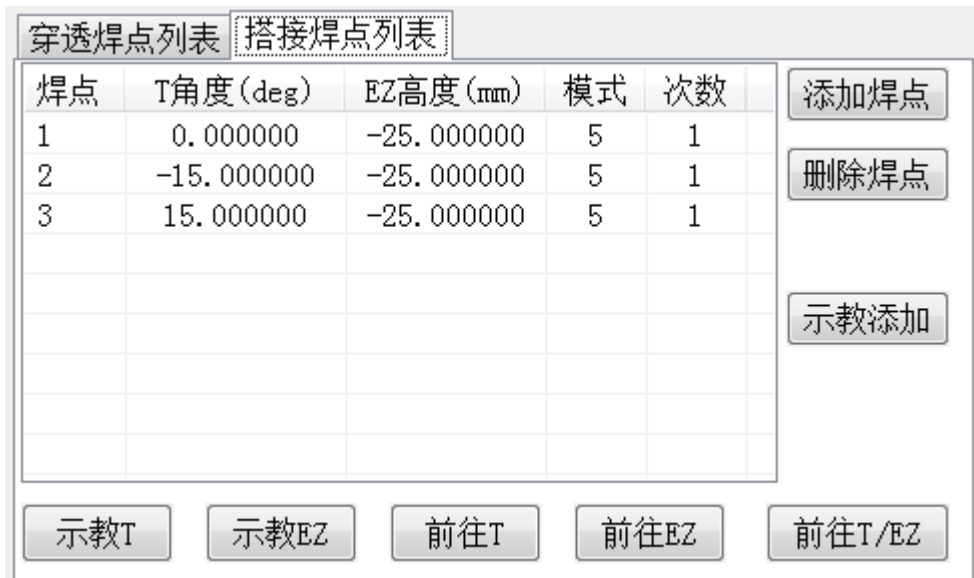 穿透焊点列表 搭接焊点列表
焊点 T角度(deg) EZ高度(mm) 模式 次数 添加焊点
1 0.000000 -25.000000 5 1
2 -15.000000 -25.000000 5 1 删除焊点
3 15.000000 -25.000000 5 1
示教添加
示教T 示教EZ 前往T 前往EZ 前往T/EZ